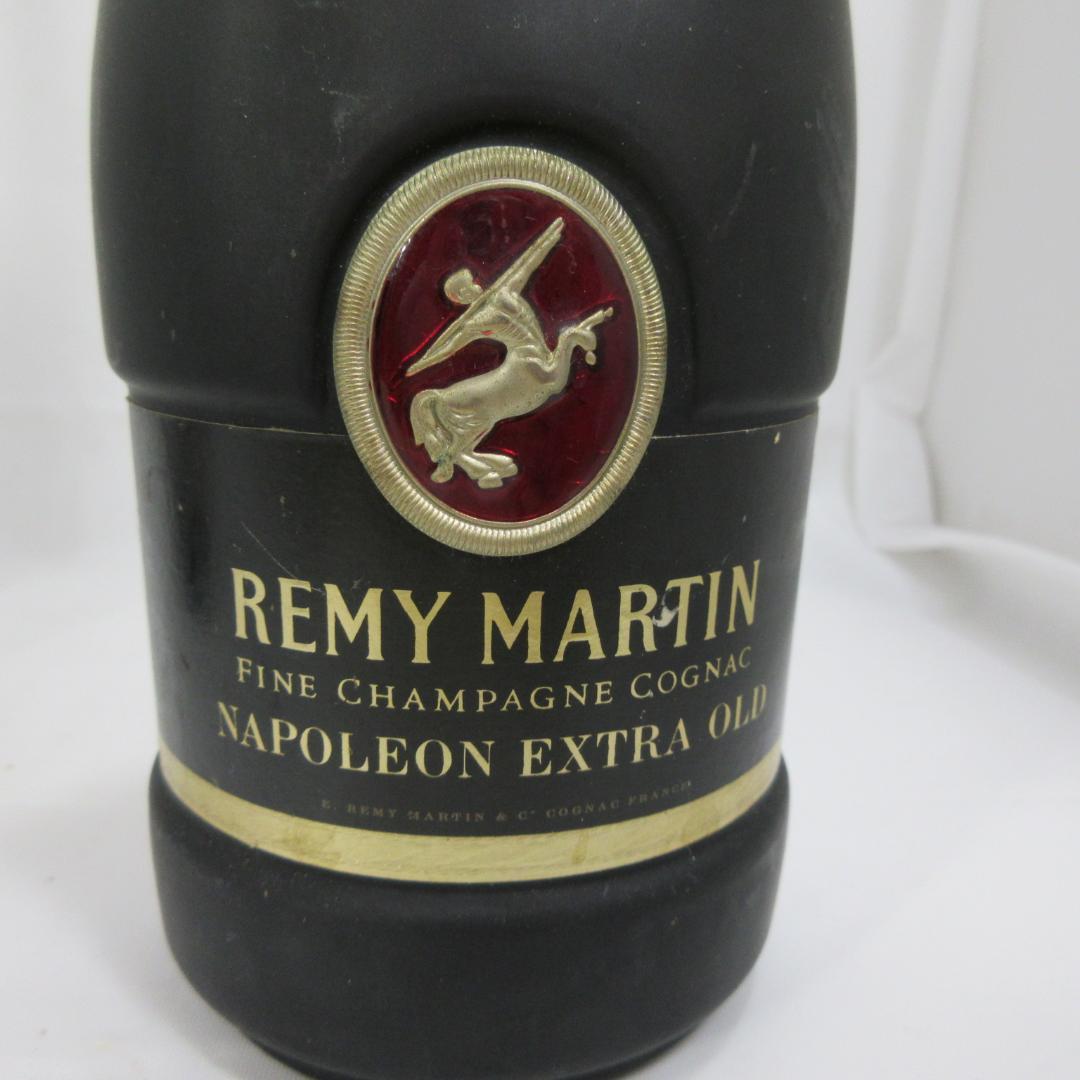 REMY MARTIN
FINE CHAMPAGNE COGNAC
NAPOLEON EXTRA OLD
E. REMY MARTIN & Cº COGNAC FRANCE